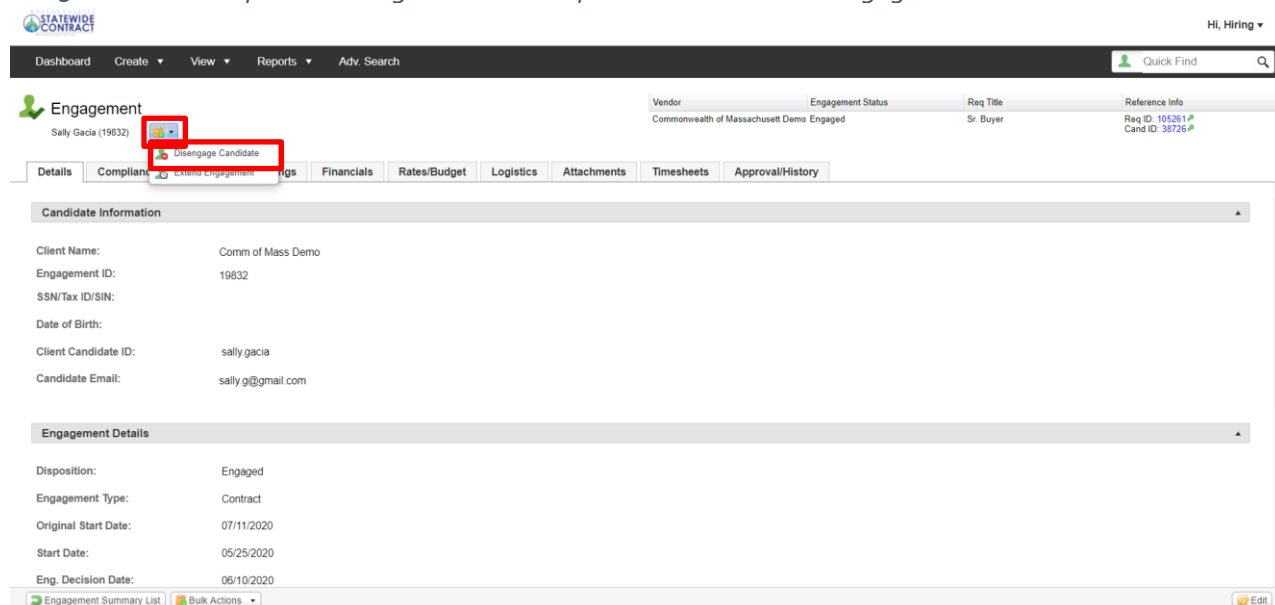 STATEWIDE
CONTRACT
Hi, Hiring ▾
Dashboard Create ▼ View ▼ Reports ▼ Adv. Search Quick Find
Engagement
Sally Gacia (19832)
Vendor Engagement Status Req Title Reference Info
Commonwealth of Massachusett Demo Engaged Sr. Buyer Req ID: 105261
Cand ID: 38726
Disengage Candidate
Extend Engagement
Details Complianc ngs Financials Rates/Budget Logistics Attachments Timesheets Approval/History
Candidate Information
Client Name: Comm of Mass Demo
Engagement ID: 19832
SSN/Tax ID/SIN:
Date of Birth:
Client Candidate ID: sally.gacia
Candidate Email: sally.g@gmail.com
Engagement Details
Disposition: Engaged
Engagement Type: Contract
Original Start Date: 07/11/2020
Start Date: 05/25/2020
Eng. Decision Date: 06/10/2020
Engagement Summary List Bulk Actions Edit